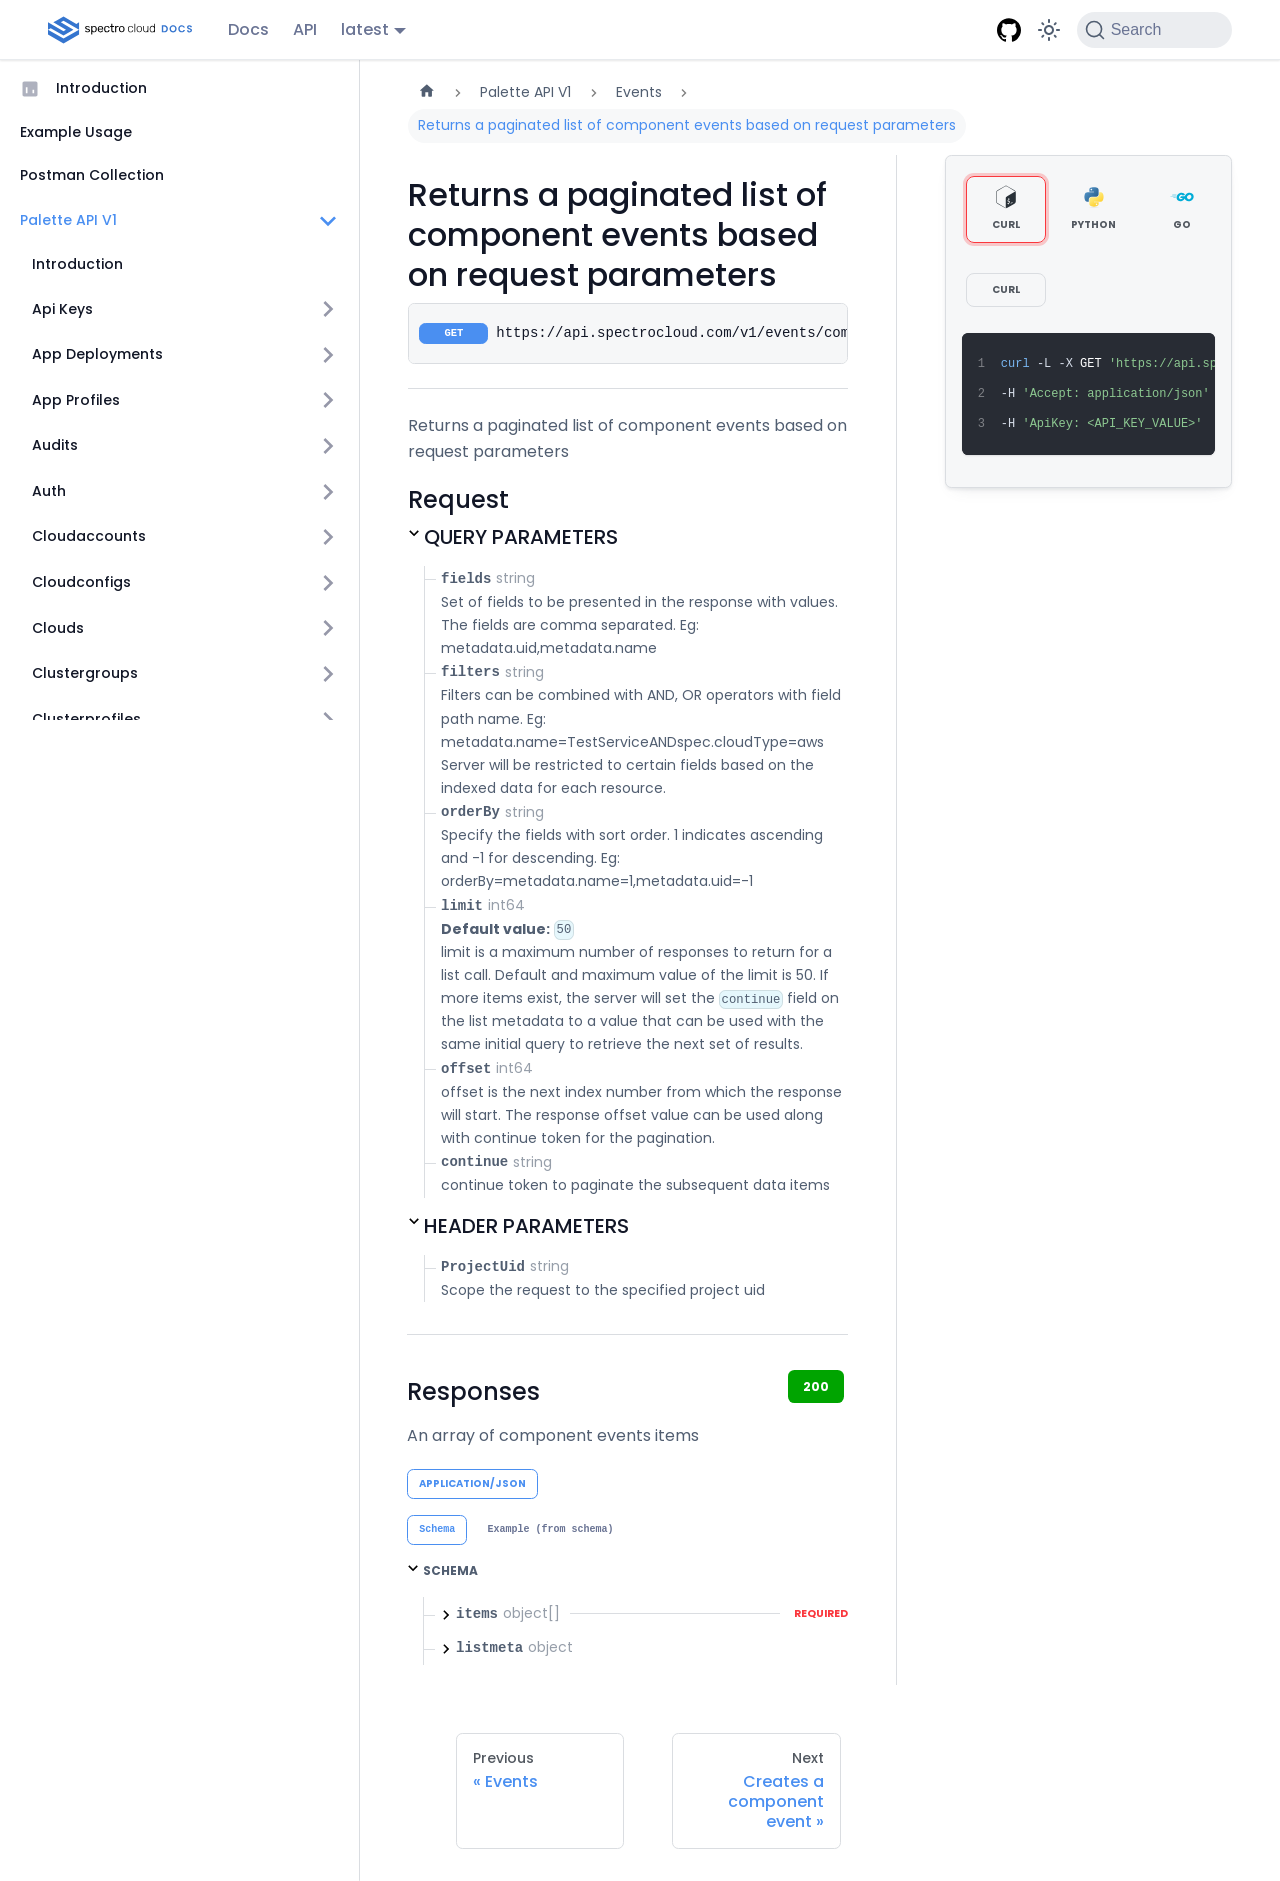 spectro cloud DOCS
Docs
API
latest
Search
Introduction
Example Usage
Postman Collection
Palette API V1
Introduction
Api Keys
App Deployments
App Profiles
Audits
Auth
Cloudaccounts
Cloudconfigs
Clouds
Clustergroups
Clusterprofiles
Palette API V1
Events
Returns a paginated list of component events based on request parameters
Returns a paginated list of
component events based
on request parameters
GET https://api.spectrocloud.com/v1/events/com
Returns a paginated list of component events based on
request parameters
Request
QUERY PARAMETERS
fields string
Set of fields to be presented in the response with values.
The fields are comma separated. Eg:
metadata.uid,metadata.name
filters string
Filters can be combined with AND, OR operators with field
path name. Eg:
metadata.name=TestServiceANDspec.cloudType=aws
Server will be restricted to certain fields based on the
indexed data for each resource.
orderBy string
Specify the fields with sort order. 1 indicates ascending
and -1 for descending. Eg:
orderBy=metadata.name=1,metadata.uid=-1
limit int64
Default value: 50
limit is a maximum number of responses to return for a
list call. Default and maximum value of the limit is 50. If
more items exist, the server will set the continue field on
the list metadata to a value that can be used with the
same initial query to retrieve the next set of results.
offset int64
offset is the next index number from which the response
will start. The response offset value can be used along
with continue token for the pagination.
continue string
continue token to paginate the subsequent data items
HEADER PARAMETERS
ProjectUid string
Scope the request to the specified project uid
Responses
200
An array of component events items
APPLICATION/JSON
Schema
Example (from schema)
SCHEMA
items object[]
REQUIRED
listmeta object
Previous
« Events
Next
Creates a
component
event »
CURL
PYTHON
GO
CURL
1 curl -L -X GET 'https://api.sp
2 -H 'Accept: application/json'
3 -H 'ApiKey: <API_KEY_VALUE>'